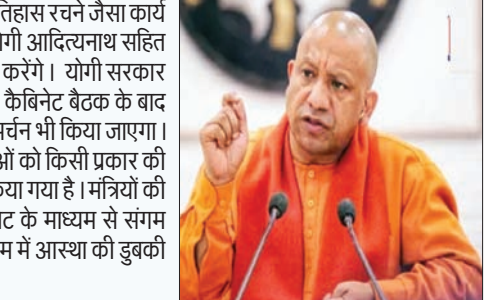 तिहास रचने जैसा कार्य
ोगी आदित्यनाथ सहित
करेंगे। योगी सरकार
कैबिनेट बैठक के बाद
र्चन भी किया जाएगा।
ओं को किसी प्रकार की
या गया है। मंत्रियों की
ट के माध्यम से संगम
म में आस्था की डुबकी